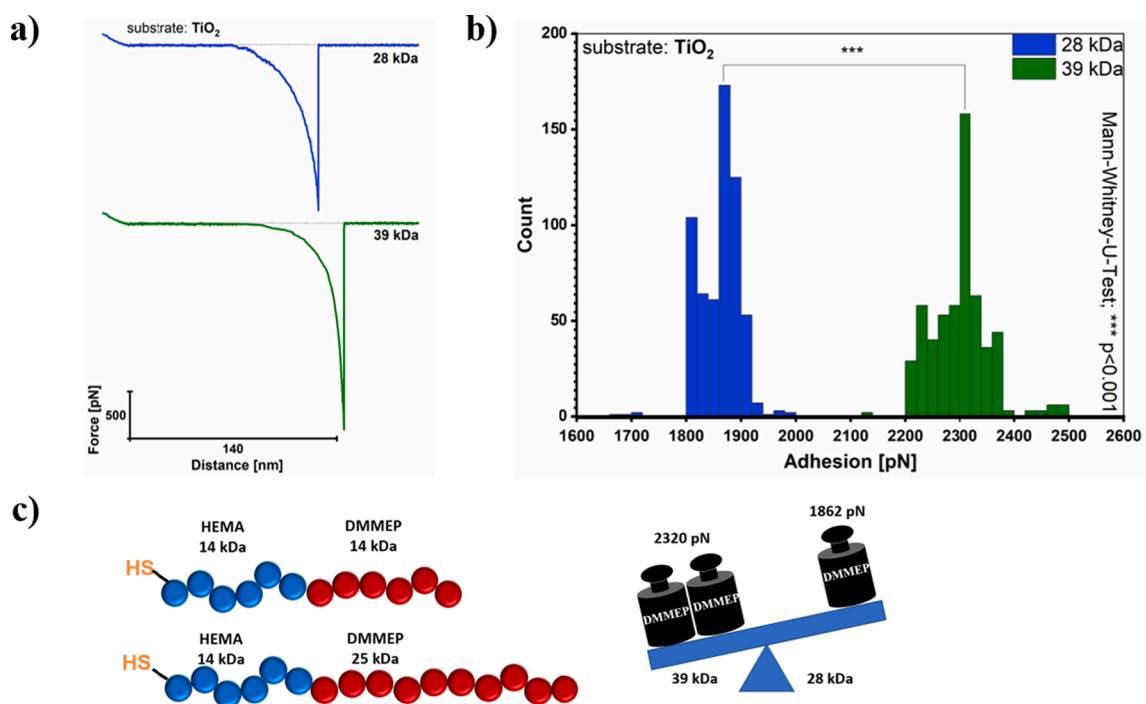 a)
substrate: TiO₂
28 kDa
39 kDa
500
Force [pN]
140
Distance [nm]
b)
substrate: TiO₂
***
28 kDa
39 kDa
200
150
100
50
0
Count
1600 1700 1800 1900 2000 2100 2200 2300 2400 2500 2600
Adhesion [pN]
Mann-Whitney-U-Test; *** p<0.001
c)
HEMA
14 kDa
DMMEP
14 kDa
HS
HEMA
14 kDa
DMMEP
25 kDa
HS
1862 pN
2320 pN
DMMEP
DMMEP
DMMEP
39 kDa
28 kDa